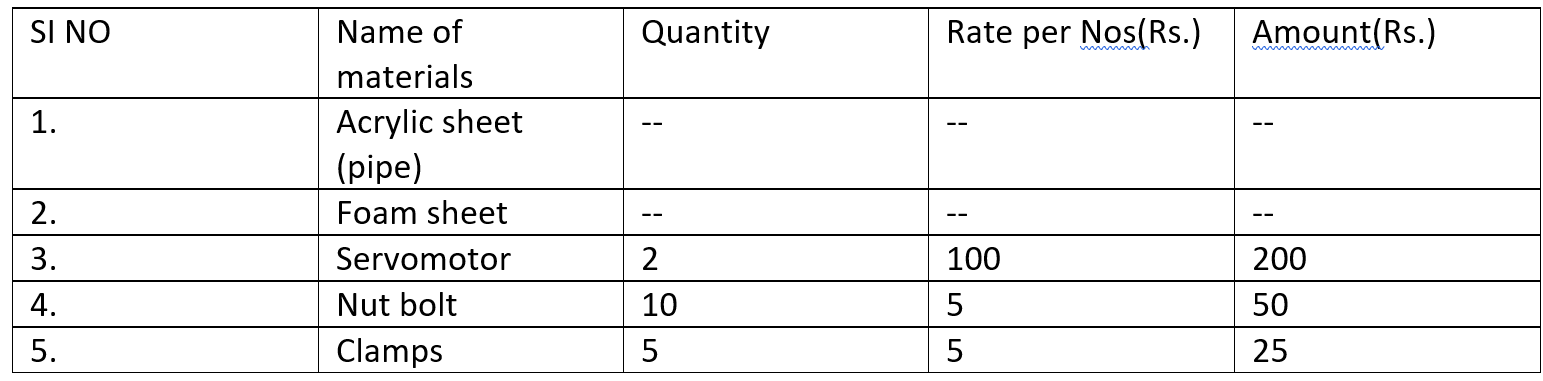 SI NO Name of Quantity Rate per Nos(Rs.) Amount(Rs.)
materials
1. Acrylic sheet -- -- --
(pipe)
2. Foam sheet -- -- --
3. Servomotor 2 100 200
4. Nut bolt 10 5 50
5. Clamps 5 5 25